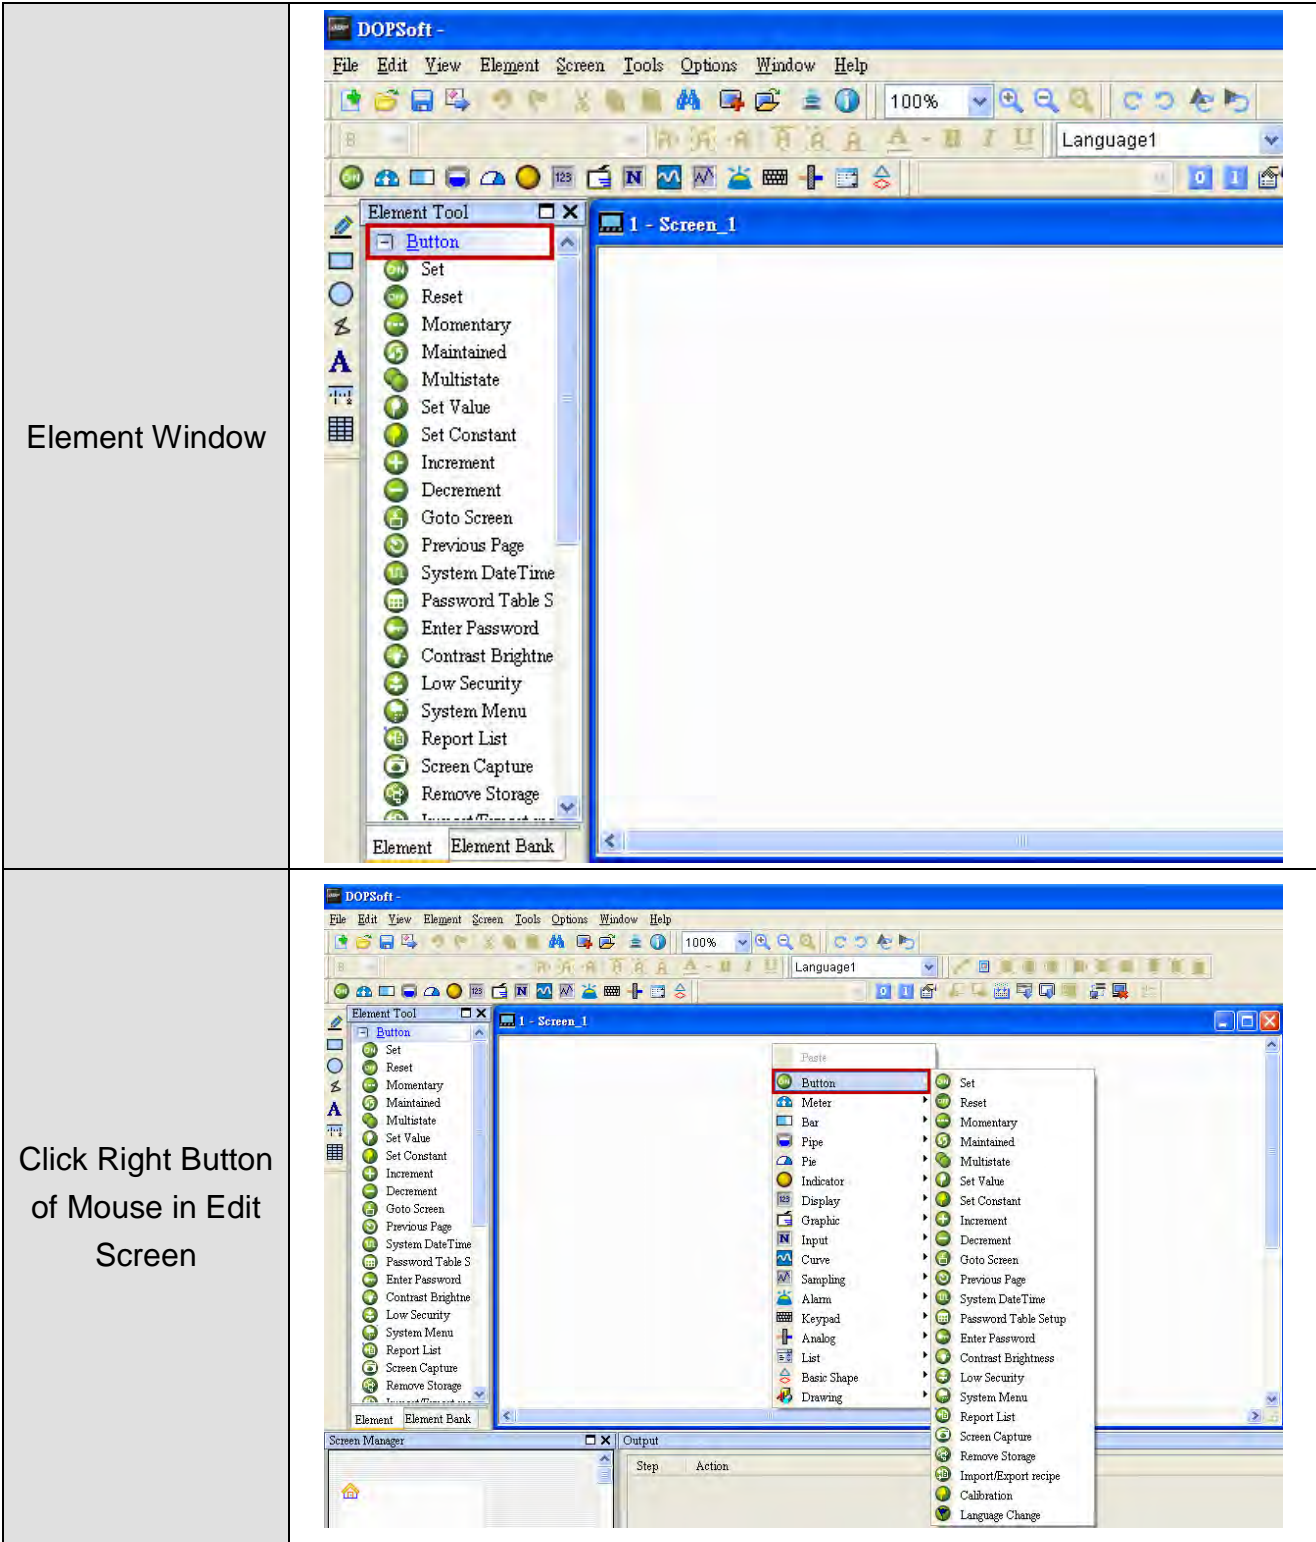 Element Window
DOPSoft -
File Edit View Element Screen Tools Options Window Help
100%
B
Language1
Element Tool
1 - Screen_1
Button
Set
Reset
Momentary
Maintained
Multistate
Set Value
Set Constant
Increment
Decrement
Goto Screen
Previous Page
System DateTime
Password Table S
Enter Password
Contrast Brightne
Low Security
System Menu
Report List
Screen Capture
Remove Storage
Element Element Bank
Click Right Button
of Mouse in Edit
Screen
DOPSoft -
File Edit View Element Screen Tools Options Window Help
100%
B
Language1
Element Tool
1 - Screen_1
Button
Set
Reset
Momentary
Maintained
Multistate
Set Value
Set Constant
Increment
Decrement
Goto Screen
Previous Page
System DateTime
Password Table S
Enter Password
Contrast Brightne
Low Security
System Menu
Report List
Screen Capture
Remove Storage
Element Element Bank
Paste
Button
Meter
Bar
Pipe
Pie
Indicator
Display
Graphic
Input
Curve
Sampling
Alarm
Keypad
Analog
List
Basic Shape
Drawing
Set
Reset
Momentary
Maintained
Multistate
Set Value
Set Constant
Increment
Decrement
Goto Screen
Previous Page
System DateTime
Password Table Setup
Enter Password
Contrast Brightness
Low Security
System Menu
Report List
Screen Capture
Remove Storage
Import/Export recipe
Calibration
Language Change
Screen Manager
Output
Step Action